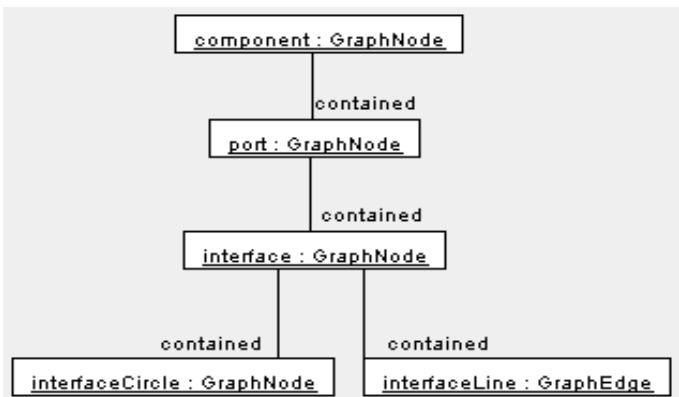 component : GraphNode
contained
port : GraphNode
contained
interface : GraphNode
contained contained
interfaceCircle : GraphNode interfaceLine : GraphEdge